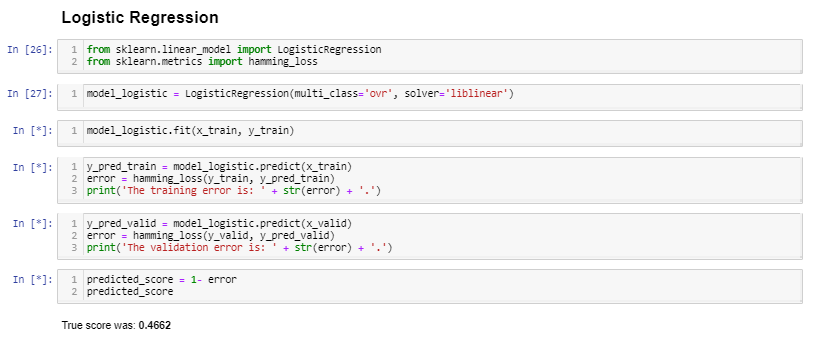 Logistic Regression
In [26]: 1 from sklearn.linear_model import LogisticRegression
2 from sklearn.metrics import hamming_loss
In [27]: 1 model_logistic = LogisticRegression(multi_class='ovr', solver='liblinear')
In [*]: 1 model_logistic.fit(x_train, y_train)
In [*]: 1 y_pred_train = model_logistic.predict(x_train)
2 error = hamming_loss(y_train, y_pred_train)
3 print('The training error is: ' + str(error) + '.')
In [*]: 1 y_pred_valid = model_logistic.predict(x_valid)
2 error = hamming_loss(y_valid, y_pred_valid)
3 print('The validation error is: ' + str(error) + '.')
In [*]: 1 predicted_score = 1- error
2 predicted_score
True score was: 0.4662